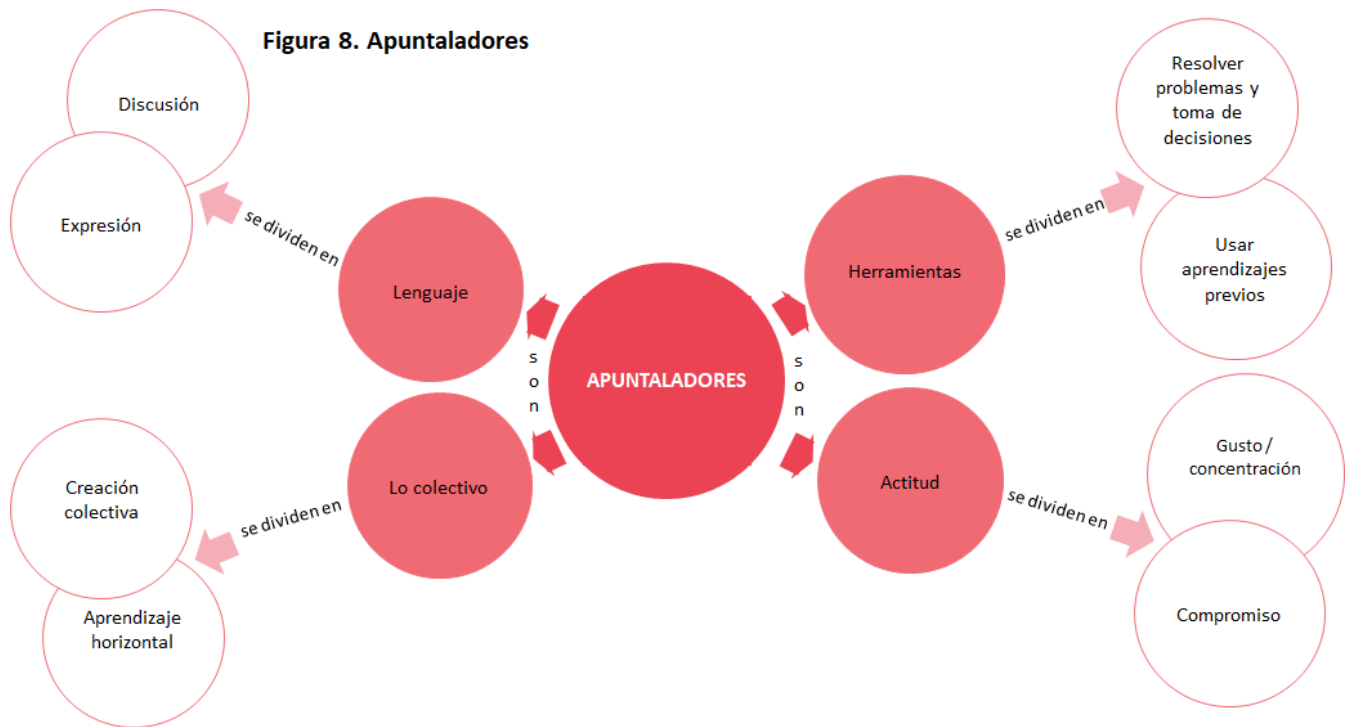 Figura 8. Apuntaladores
Discusión
Expresión
se dividen en
Lenguaje
son
Lo colectivo
se dividen en
Creación
colectiva
Aprendizaje
horizontal
APUNTALADORES
son
Herramientas
se dividen en
Resolver
problemas y
toma de
decisiones
Usar
aprendizajes
previos
Actitud
se dividen en
Gusto /
concentración
Compromiso